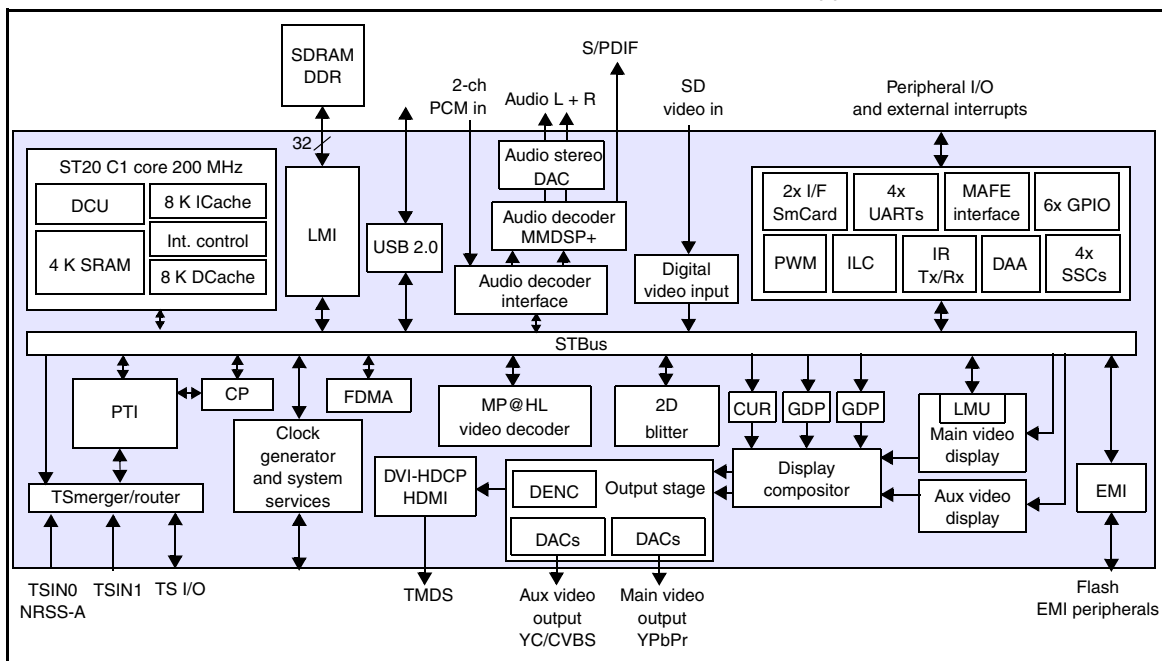 SDRAM
DDR
S/PDIF
2-ch
PCM in
Audio L + R
SD
video in
Peripheral I/O
and external interrupts
32
ST20 C1 core 200 MHz
DCU
8 K ICache
4 K SRAM
Int. control
8 K DCache
LMI
USB 2.0
Audio stereo
DAC
Audio decoder
MMDSP+
Audio decoder
interface
Digital
video input
2x I/F
SmCard
4x
UARTs
MAFE
interface
6x GPIO
PWM
ILC
IR
Tx/Rx
DAA
4x
SSCs
STBus
PTI
CP
FDMA
MP@HL
video decoder
2D
blitter
CUR
GDP
GDP
LMU
Main video
display
Clock
generator
and system
services
DVI-HDCP
HDMI
DENC
Output stage
DACs
DACs
Display
compositor
Aux video
display
EMI
TSmerger/router
TSIN0
NRSS-A
TSIN1
TS I/O
TMDS
Aux video
output
YC/CVBS
Main video
output
YPbPr
Flash
EMI peripherals